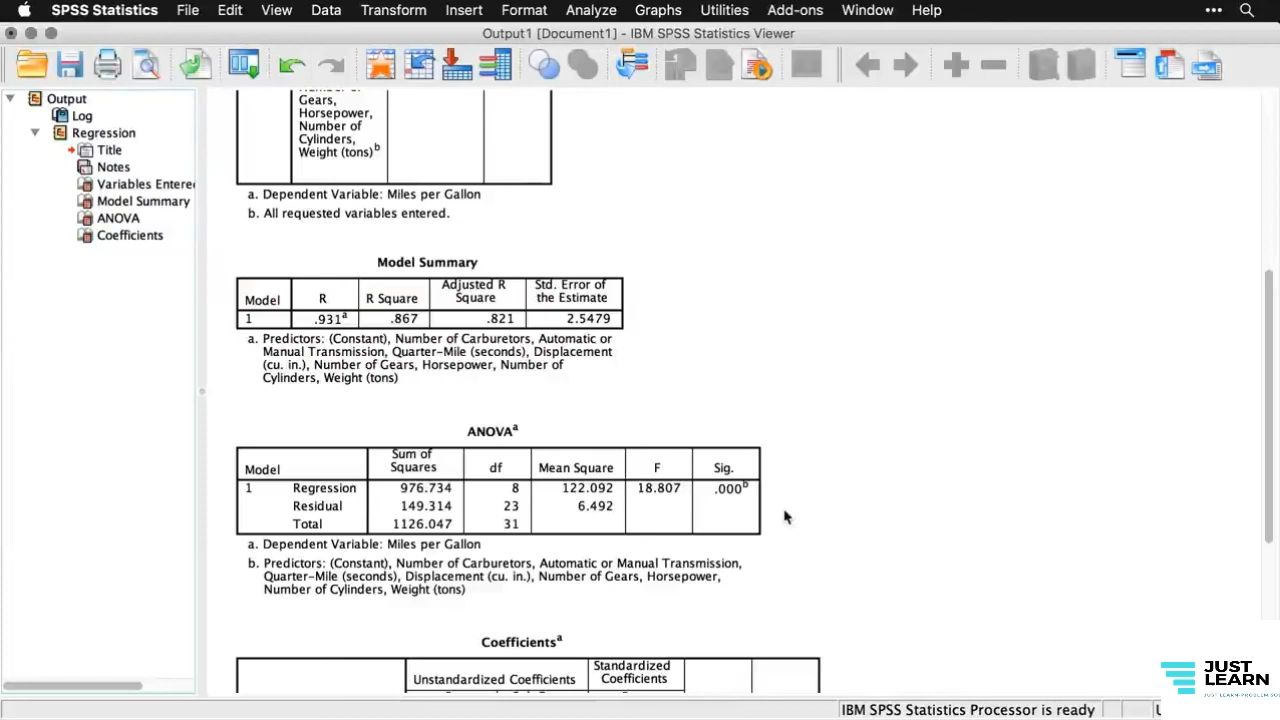 SPSS Statistics File Edit View Data Transform Insert Format Analyze Graphs Utilities Add-ons Window Help
Output1 [Document1] - IBM SPSS Statistics Viewer
Output
Log
Regression
Title
Notes
Variables Entered
Model Summary
ANOVA
Coefficients
Gears,
Horsepower,
Number of
Cylinders,
Weight (tons)b
a. Dependent Variable: Miles per Gallon
b. All requested variables entered.
Model Summary
Model R R Square Adjusted R Square Std. Error of the Estimate
1 .931a .867 .821 2.5479
a. Predictors: (Constant), Number of Carburetors, Automatic or
Manual Transmission, Quarter-Mile (seconds), Displacement
(cu. in.), Number of Gears, Horsepower, Number of
Cylinders, Weight (tons)
ANOVAa
Model Sum of Squares df Mean Square F Sig.
1 Regression 976.734 8 122.092 18.807 .000b
Residual 149.314 23 6.492
Total 1126.047 31
a. Dependent Variable: Miles per Gallon
b. Predictors: (Constant), Number of Carburetors, Automatic or Manual Transmission,
Quarter-Mile (seconds), Displacement (cu. in.), Number of Gears, Horsepower,
Number of Cylinders, Weight (tons)
Coefficientsa
Unstandardized Coefficients Standardized Coefficients
JUST
LEARN
IBM SPSS Statistics Processor is ready